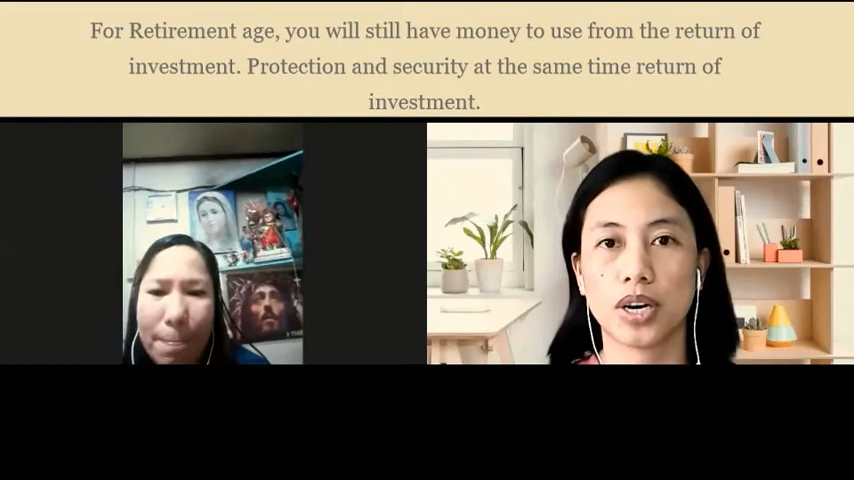 For Retirement age, you will still have money to use from the return of
investment. Protection and security at the same time return of
investment.